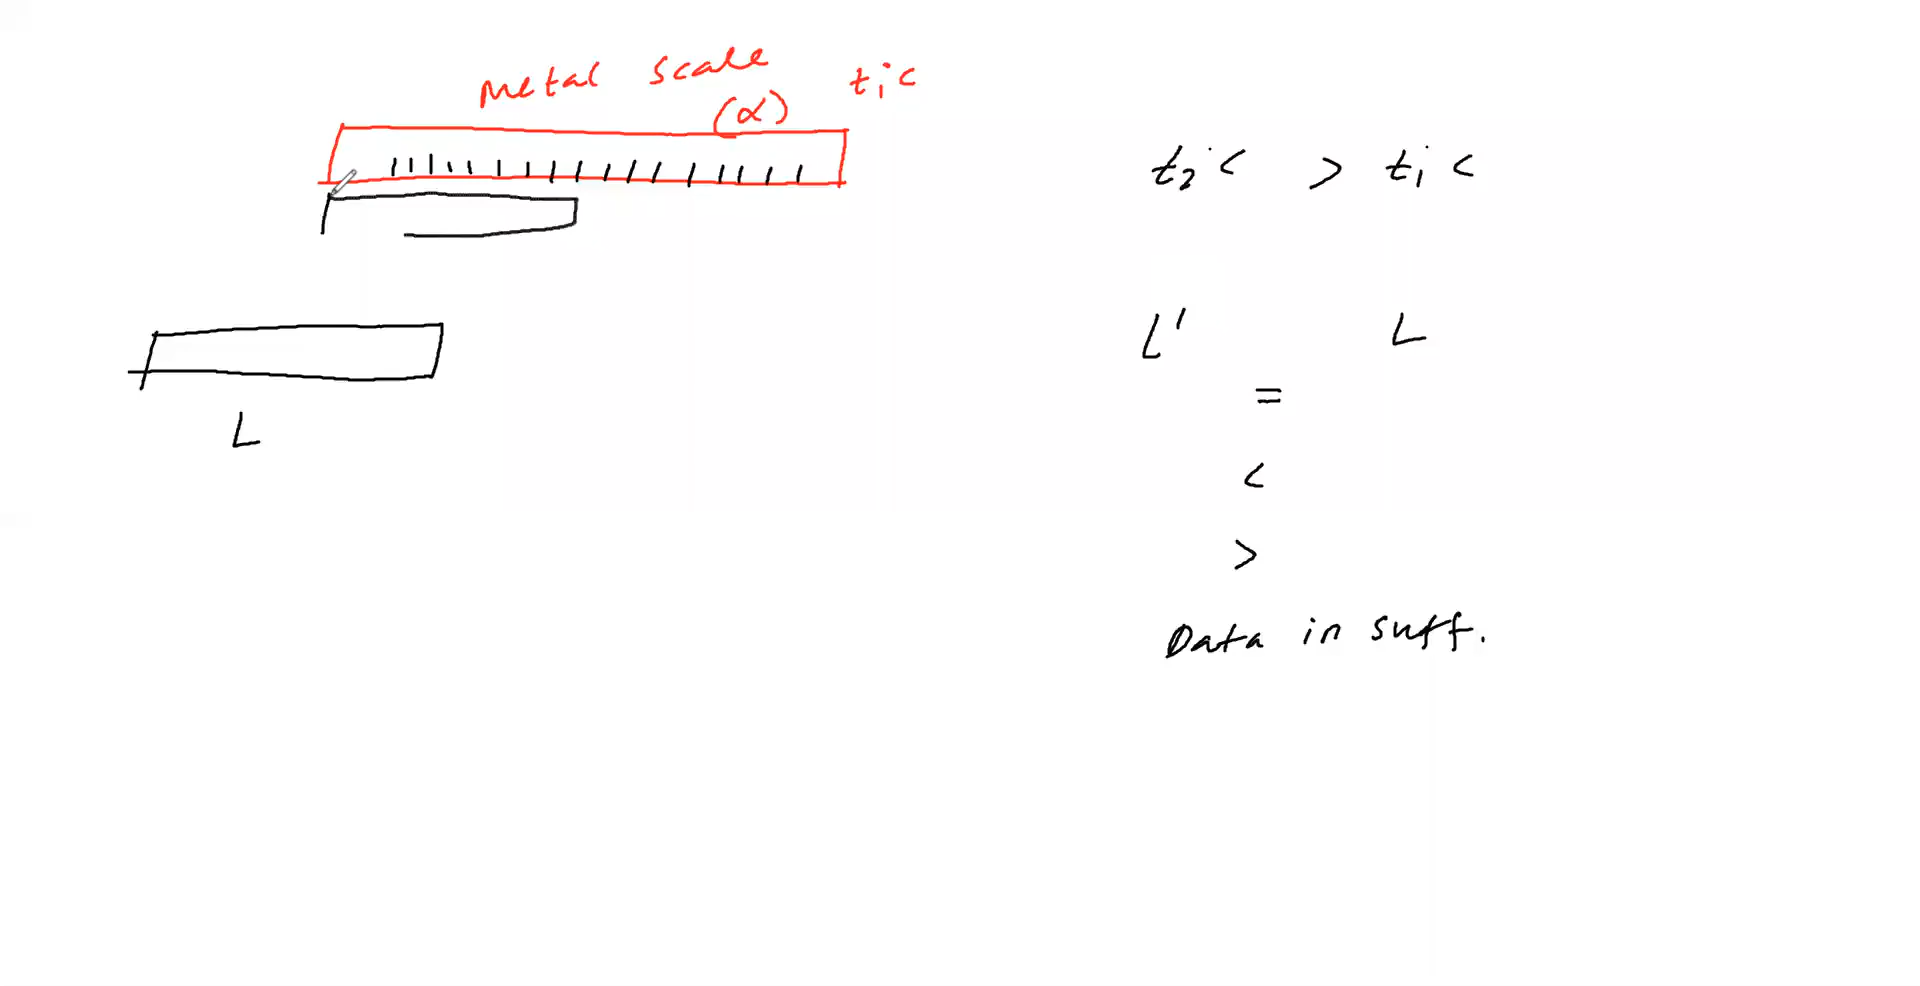 Metal scale t₁ c
(α)
t₂°c > t₁ c
L' L
=
<
L
>
Data in suff.